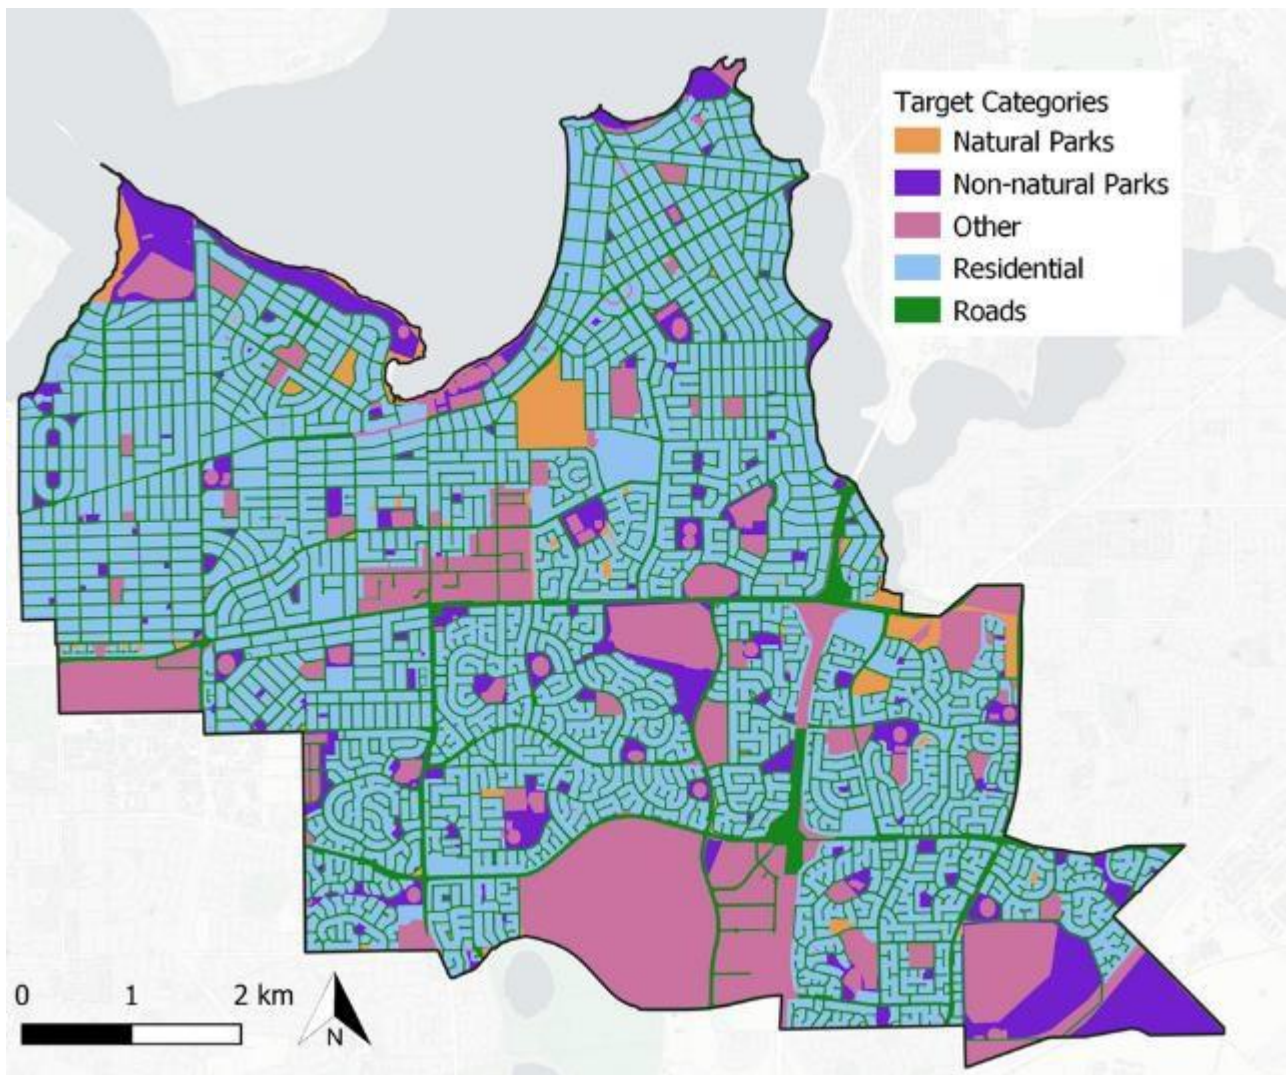 Target Categories
Natural Parks
Non-natural Parks
Other
Residential
Roads
0 1 2 km
N